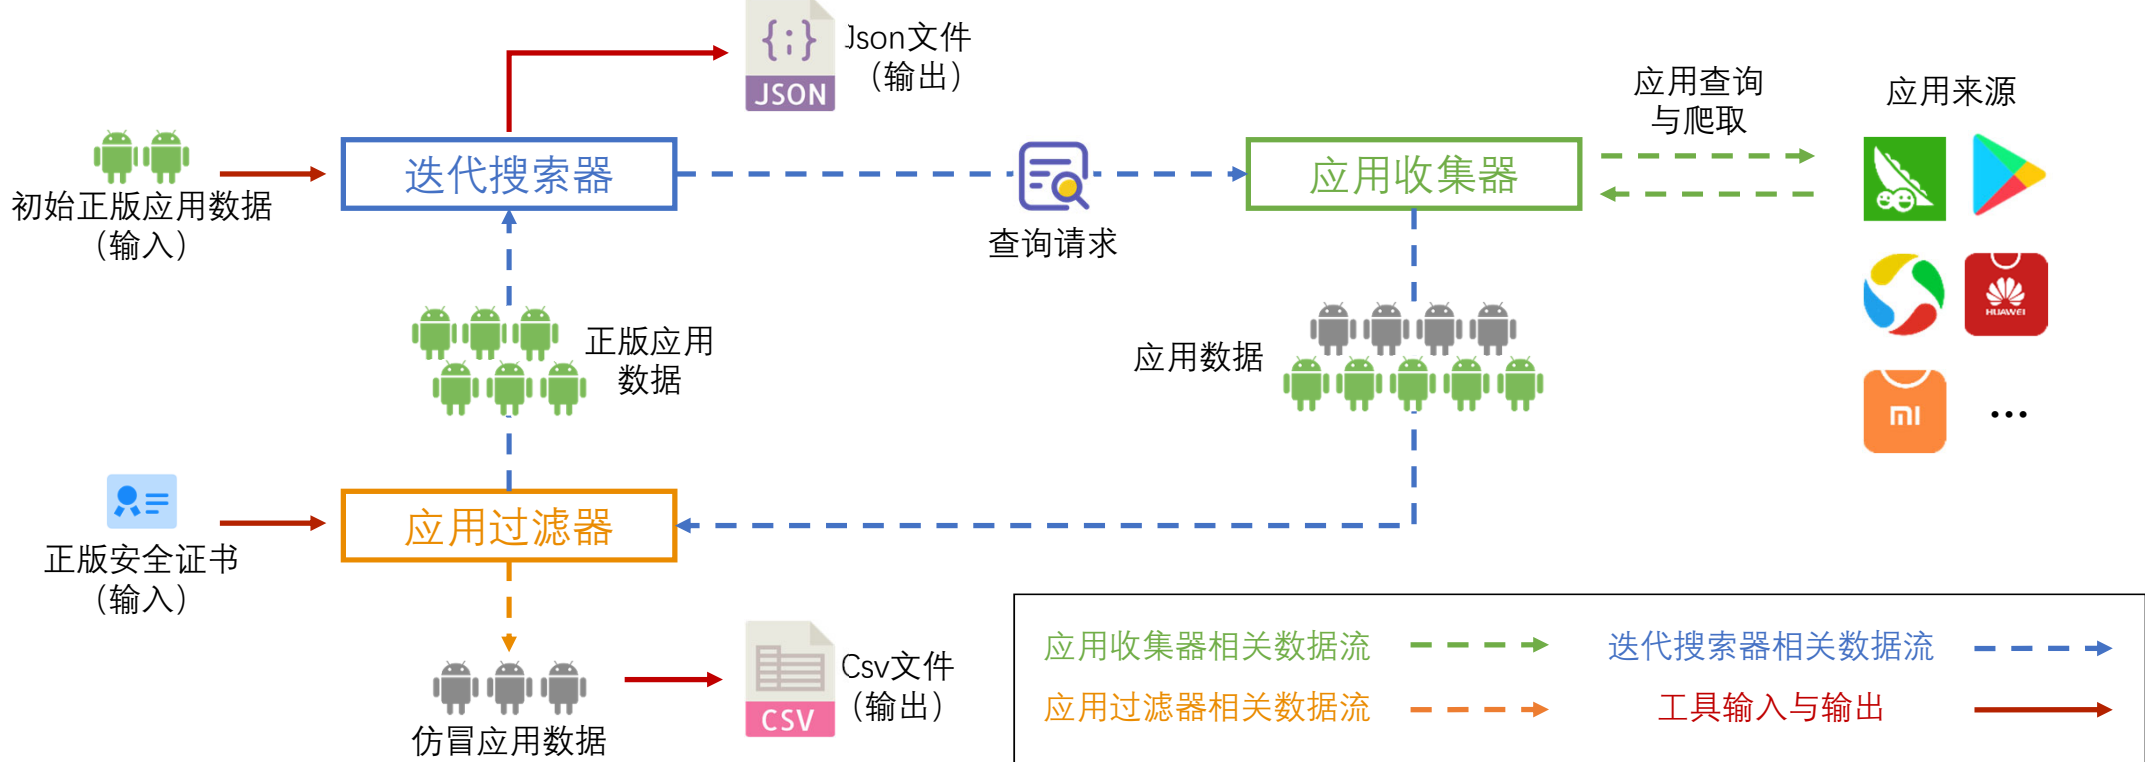 {;}
JSON
Json文件
(输出)
应用查询
与爬取
应用来源
初始正版应用数据
(输入)
迭代搜索器
查询请求
应用收集器
HUAWEI
正版应用
数据
应用数据
mi
...
正版安全证书
(输入)
应用过滤器
仿冒应用数据
CSV
Csv文件
(输出)
应用收集器相关数据流
迭代搜索器相关数据流
应用过滤器相关数据流
工具输入与输出